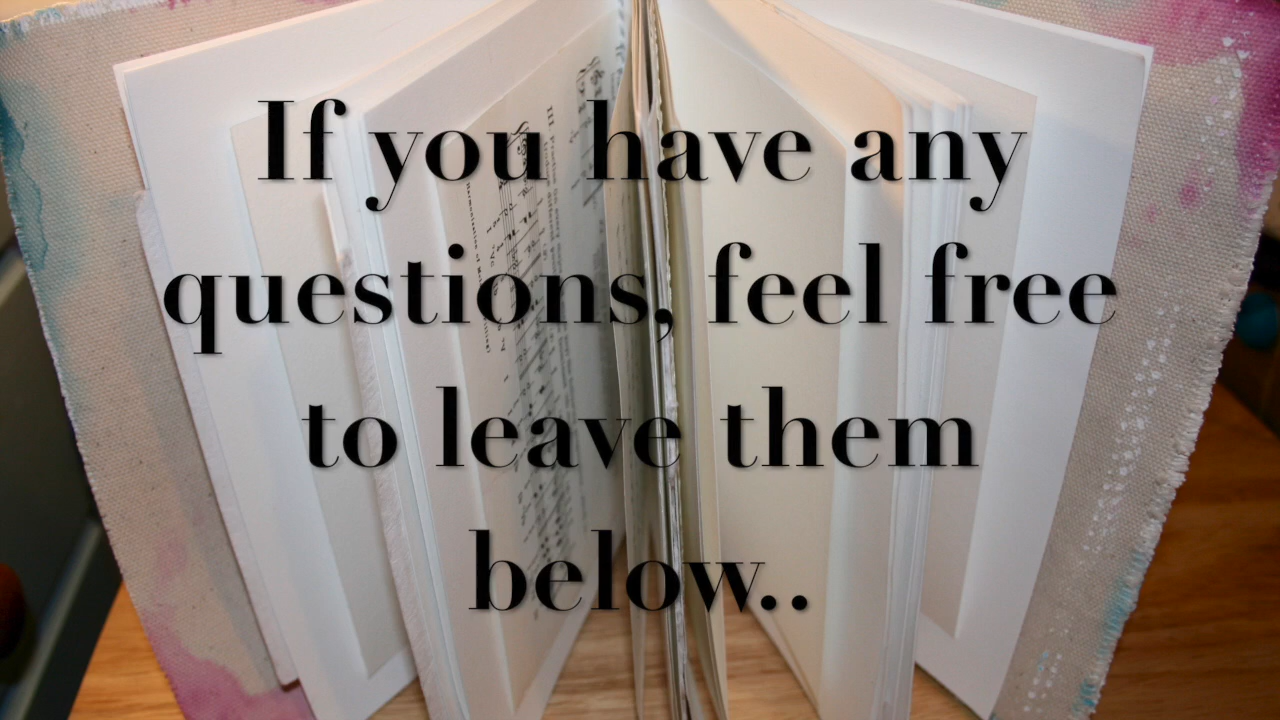 If you have any
questions, feel free
to leave them
below..